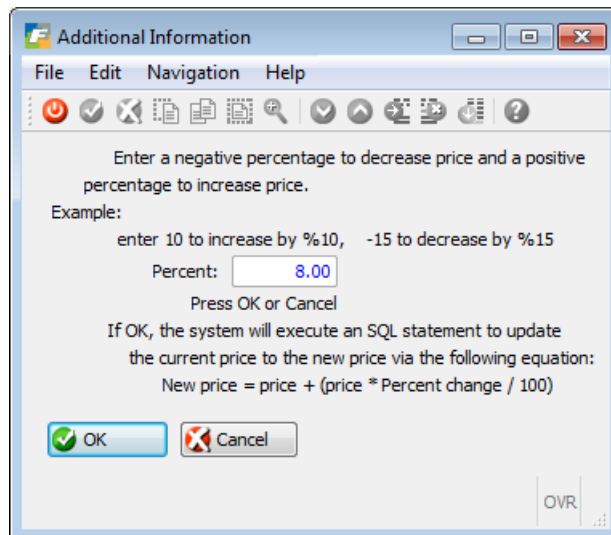 Additional Information
File Edit Navigation Help
Enter a negative percentage to decrease price and a positive
percentage to increase price.
Example:
enter 10 to increase by %10, -15 to decrease by %15
Percent: 8.00
Press OK or Cancel
If OK, the system will execute an SQL statement to update
the current price to the new price via the following equation:
New price = price + (price * Percent change / 100)
OK Cancel
OVR